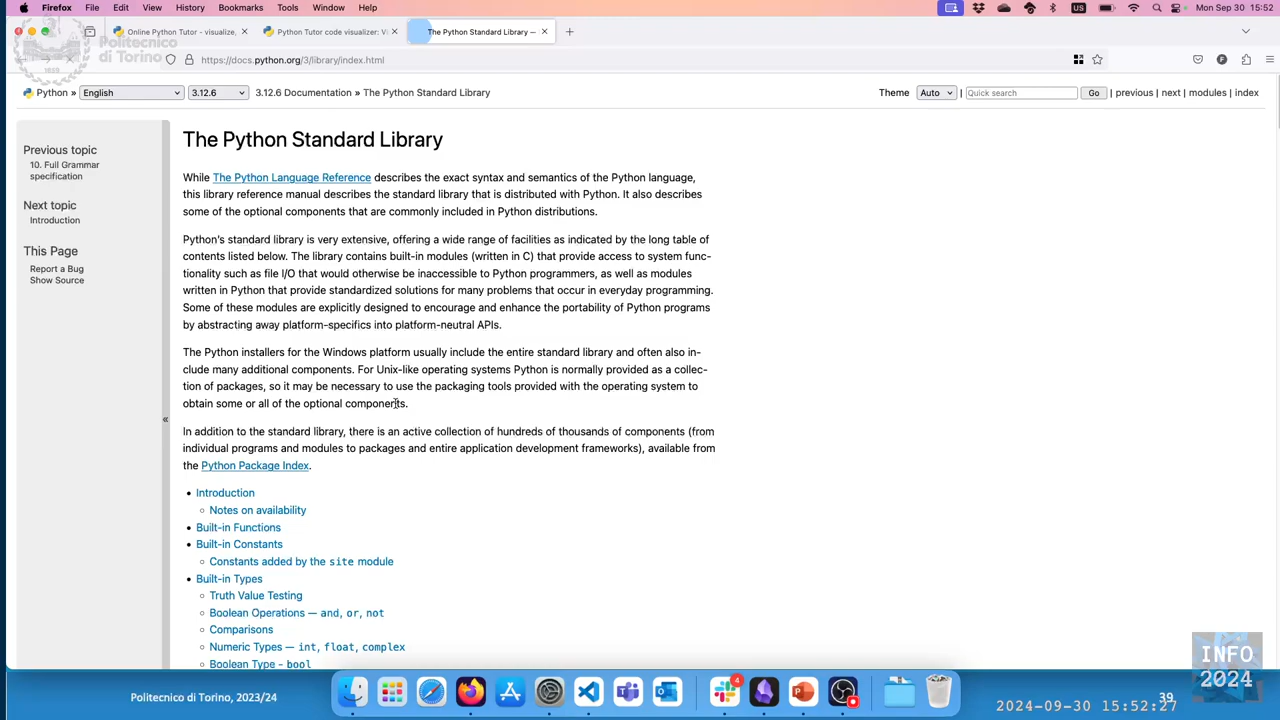 Firefox File Edit View History Bookmarks Tools Window Help US Mon Sep 30 15:52
Online Python Tutor - visualize, Python Tutor code visualizer: Vi The Python Standard Library —
Politecnico
di Torino
https://docs.python.org/3/library/index.html
Python » English 3.12.6 3.12.6 Documentation » The Python Standard Library Theme Auto | Quick search Go | previous | next | modules | index
The Python Standard Library
Previous topic
10. Full Grammar
specification
Next topic
Introduction
This Page
Report a Bug
Show Source
«
While The Python Language Reference describes the exact syntax and semantics of the Python language,
this library reference manual describes the standard library that is distributed with Python. It also describes
some of the optional components that are commonly included in Python distributions.
Python's standard library is very extensive, offering a wide range of facilities as indicated by the long table of
contents listed below. The library contains built-in modules (written in C) that provide access to system func-
tionality such as file I/O that would otherwise be inaccessible to Python programmers, as well as modules
written in Python that provide standardized solutions for many problems that occur in everyday programming.
Some of these modules are explicitly designed to encourage and enhance the portability of Python programs
by abstracting away platform-specifics into platform-neutral APIs.
The Python installers for the Windows platform usually include the entire standard library and often also in-
clude many additional components. For Unix-like operating systems Python is normally provided as a collec-
tion of packages, so it may be necessary to use the packaging tools provided with the operating system to
obtain some or all of the optional components.
In addition to the standard library, there is an active collection of hundreds of thousands of components (from
individual programs and modules to packages and entire application development frameworks), available from
the Python Package Index.
• Introduction
◦ Notes on availability
• Built-in Functions
• Built-in Constants
◦ Constants added by the site module
• Built-in Types
◦ Truth Value Testing
◦ Boolean Operations — and, or, not
◦ Comparisons
◦ Numeric Types — int, float, complex
◦ Boolean Type - bool
INFO
2024
4
Politecnico di Torino, 2023/24
39
2024-09-30 15:52:27